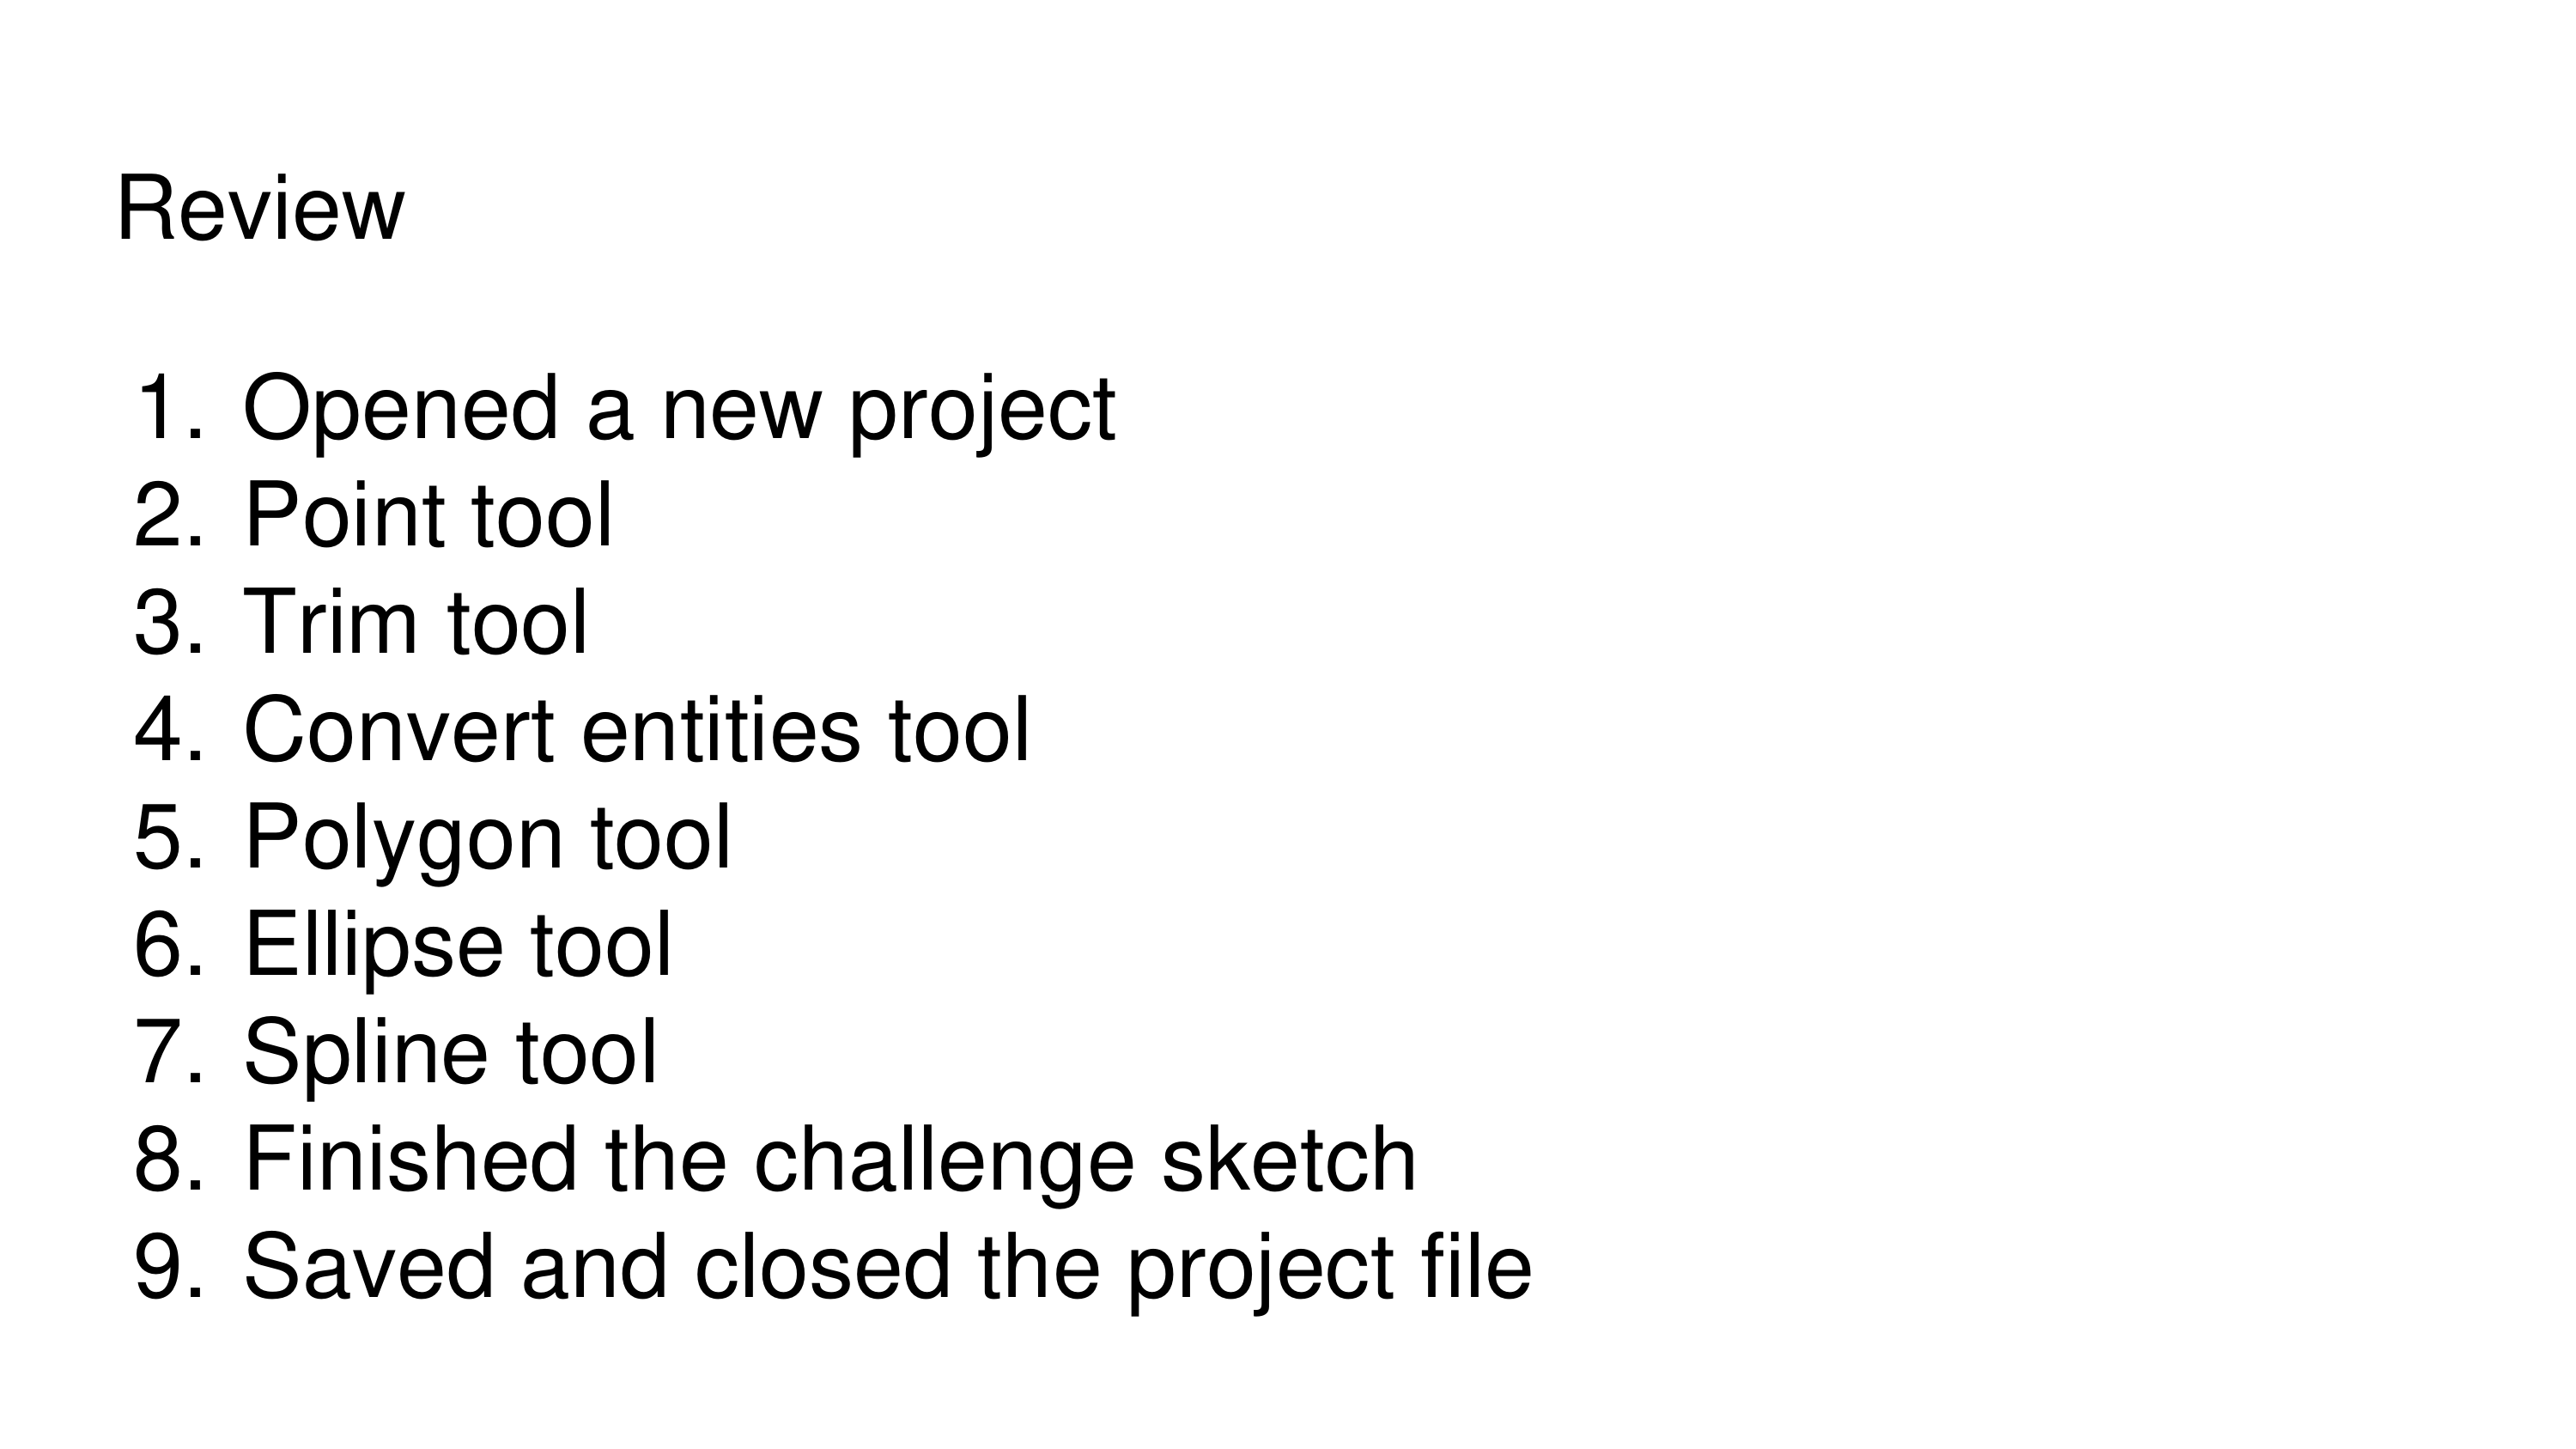 Review
1. Opened a new project
2. Point tool
3. Trim tool
4. Convert entities tool
5. Polygon tool
6. Ellipse tool
7. Spline tool
8. Finished the challenge sketch
9. Saved and closed the project file